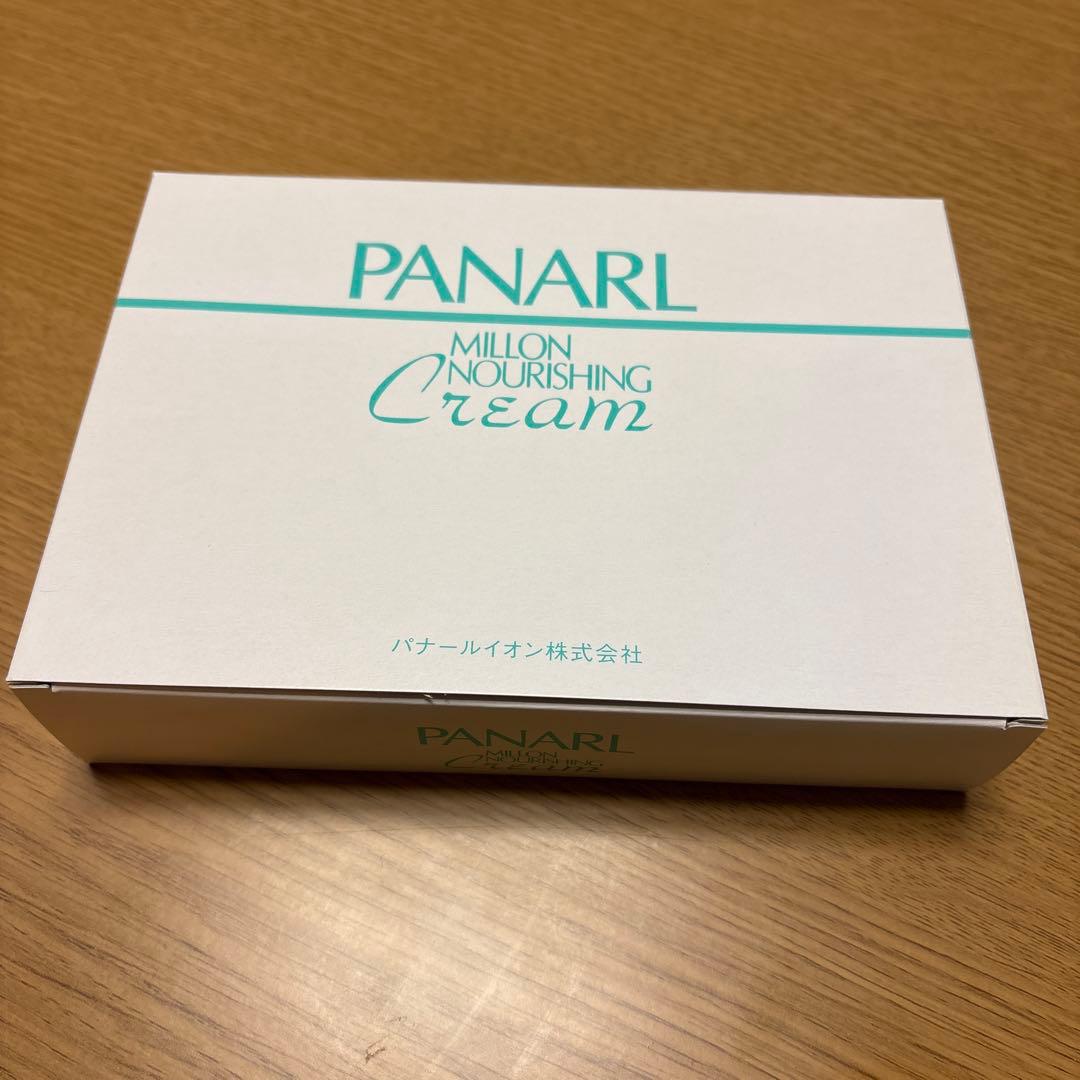 PANARL
MILLON
NOURISHING
Cream
パナールイオン株式会社
PANARL
MILLON
NOURISHING
Cream